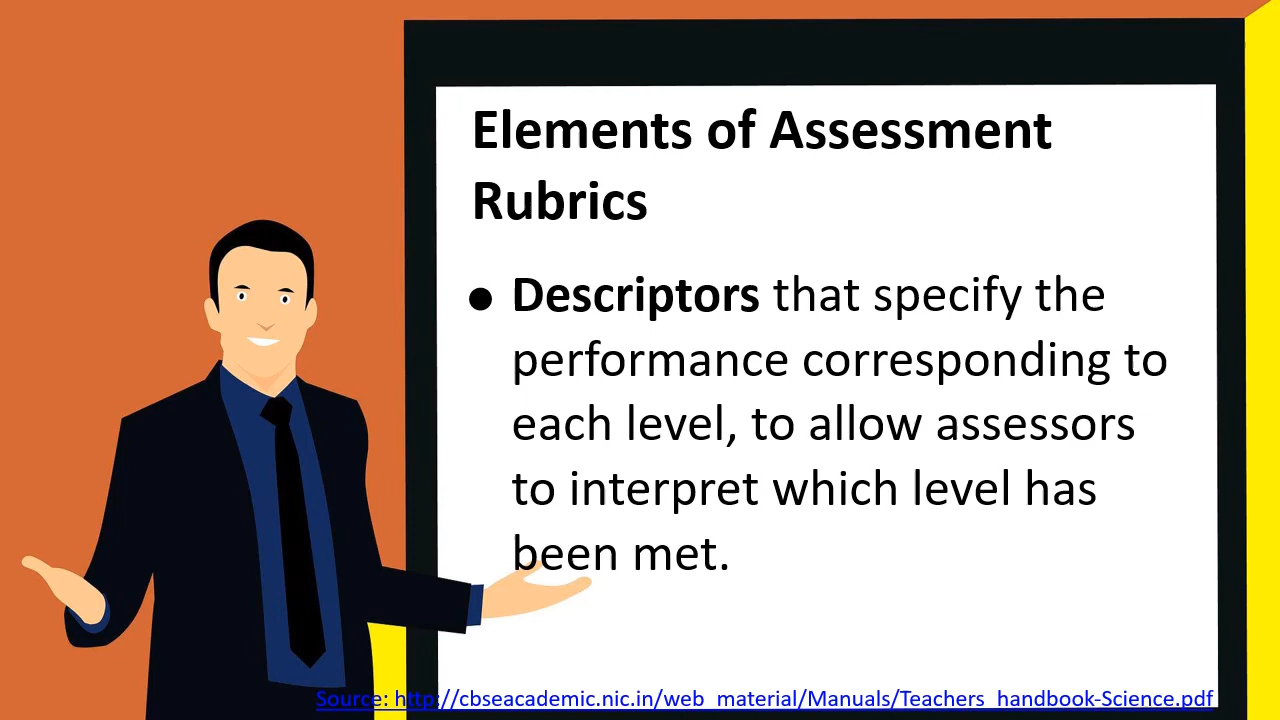 Elements of Assessment
Rubrics
● Descriptors that specify the
performance corresponding to
each level, to allow assessors
to interpret which level has
been met.
Source: http://cbseacademic.nic.in/web_material/Manuals/Teachers_handbook-Science.pdf